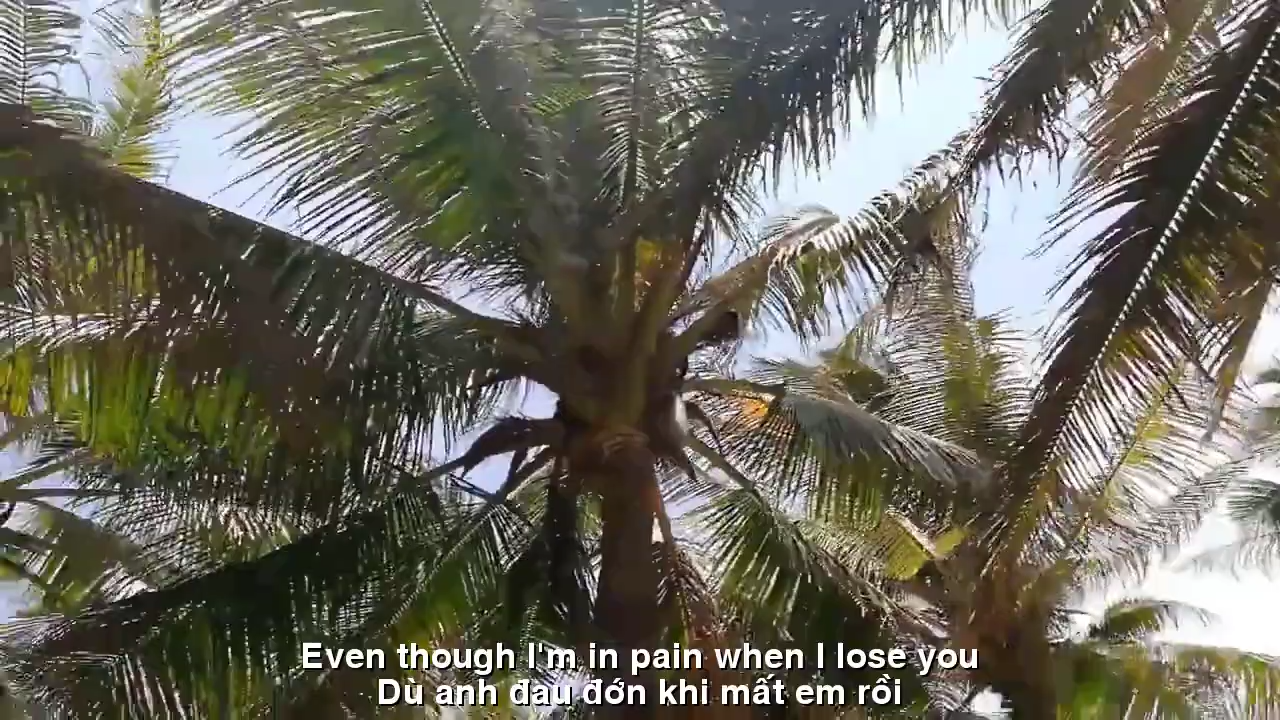 Even though I'm in pain when I lose you
Dù anh đau đớn khi mất em rồi